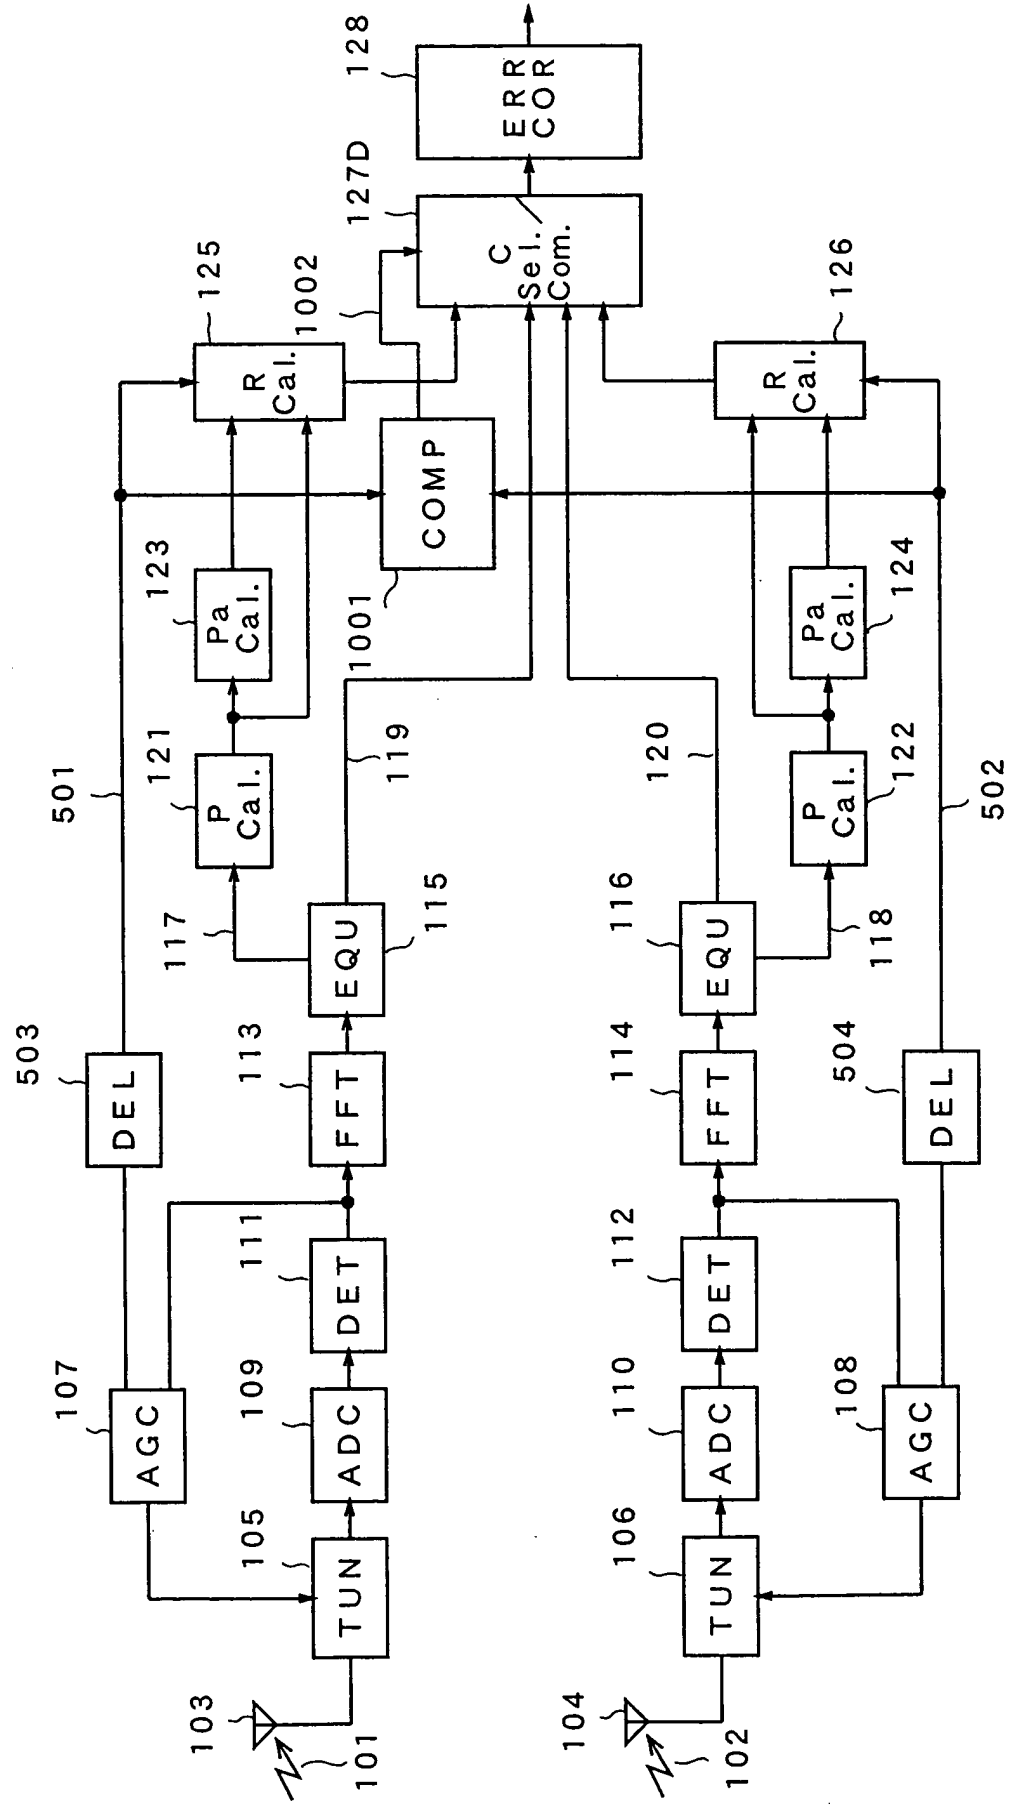 503
DEL
501
107
AGC
111
113
117
121
P
Cal.
123
Pa
Cal.
125
R
Cal.
1002
127D
C
Sel.
Com.
128
ERR
COR
103
101
105
TUN
109
ADC
DET
FFT
EQU
115
119
1001
COMP
104
102
106
TUN
110
ADC
112
DET
114
FFT
116
EQU
120
118
P
Cal.
122
Pa
Cal.
124
R
Cal.
126
108
AGC
504
DEL
502